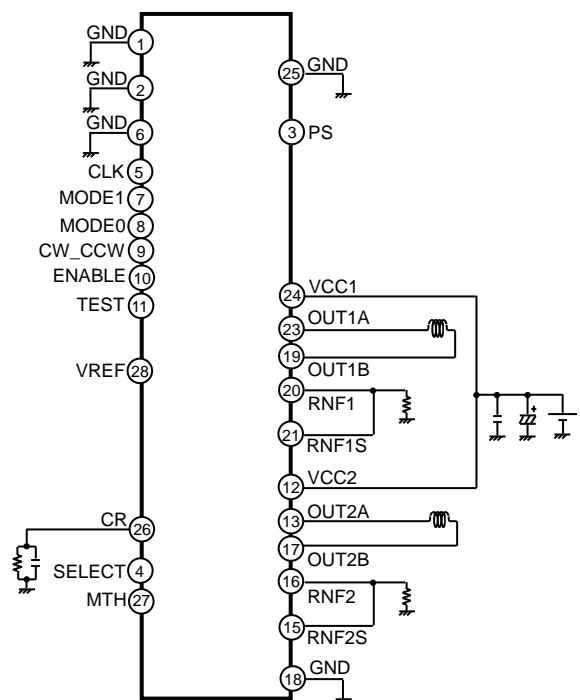 GND
1
GND
2
GND
6
CLK
5
MODE1
7
MODE0
8
CW_CCW
9
ENABLE
10
TEST
11
VREF
28
CR
26
SELECT
4
MTH
27
25
GND
3
PS
24
VCC1
23
OUT1A
19
OUT1B
20
RNF1
21
RNF1S
12
VCC2
13
OUT2A
17
OUT2B
16
RNF2
15
RNF2S
18
GND
+